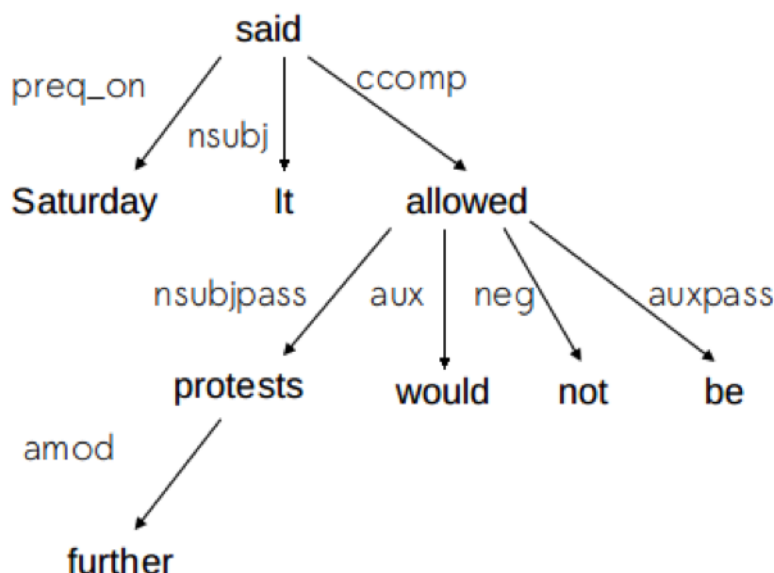 said
preq_on
ccomp
nsubj
Saturday It allowed
nsubjpass aux neg auxpass
protests would not be
amod
further